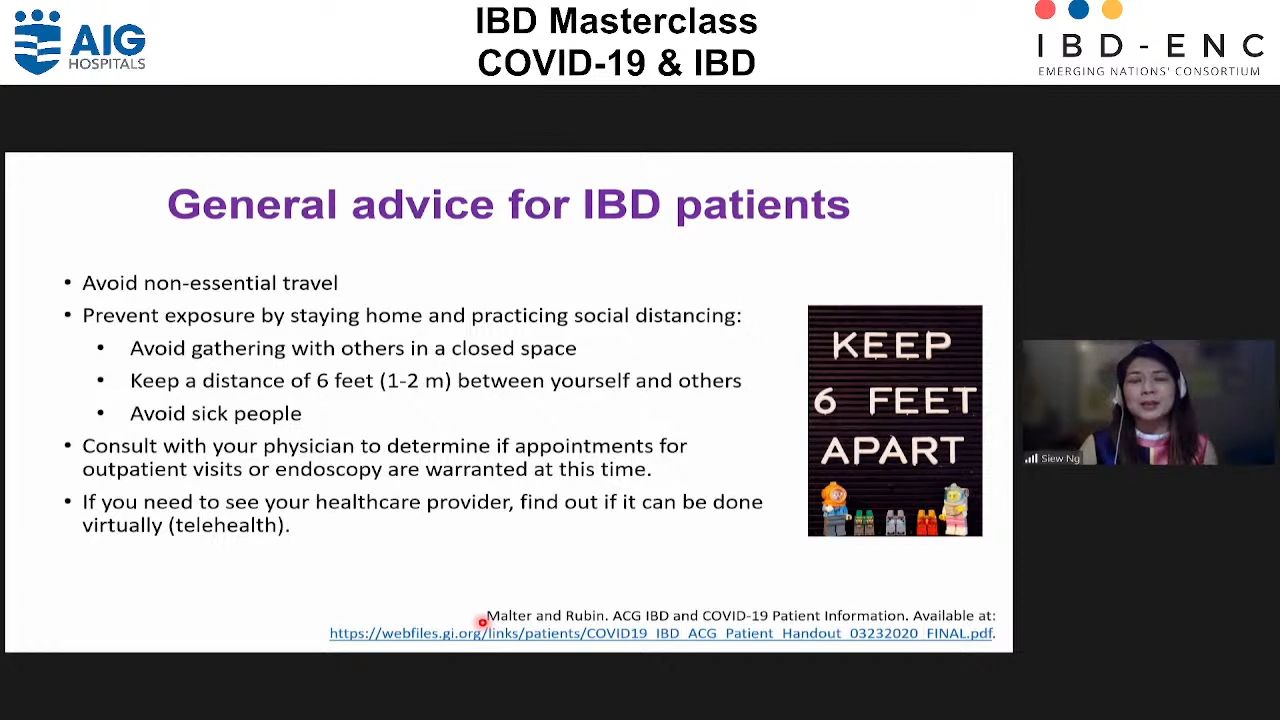 AIG
HOSPITALS
IBD Masterclass
COVID-19 & IBD
IBD-ENC
EMERGING NATIONS' CONSORTIUM
General advice for IBD patients
• Avoid non-essential travel
• Prevent exposure by staying home and practicing social distancing:
• Avoid gathering with others in a closed space
• Keep a distance of 6 feet (1-2 m) between yourself and others
• Avoid sick people
• Consult with your physician to determine if appointments for
outpatient visits or endoscopy are warranted at this time.
• If you need to see your healthcare provider, find out if it can be done
virtually (telehealth).
KEEP
6 FEET
APART
Siew Ng
Malter and Rubin. ACG IBD and COVID-19 Patient Information. Available at:
https://webfiles.gi.org/links/patients/COVID19_IBD_ACG_Patient_Handout_03232020_FINAL.pdf.